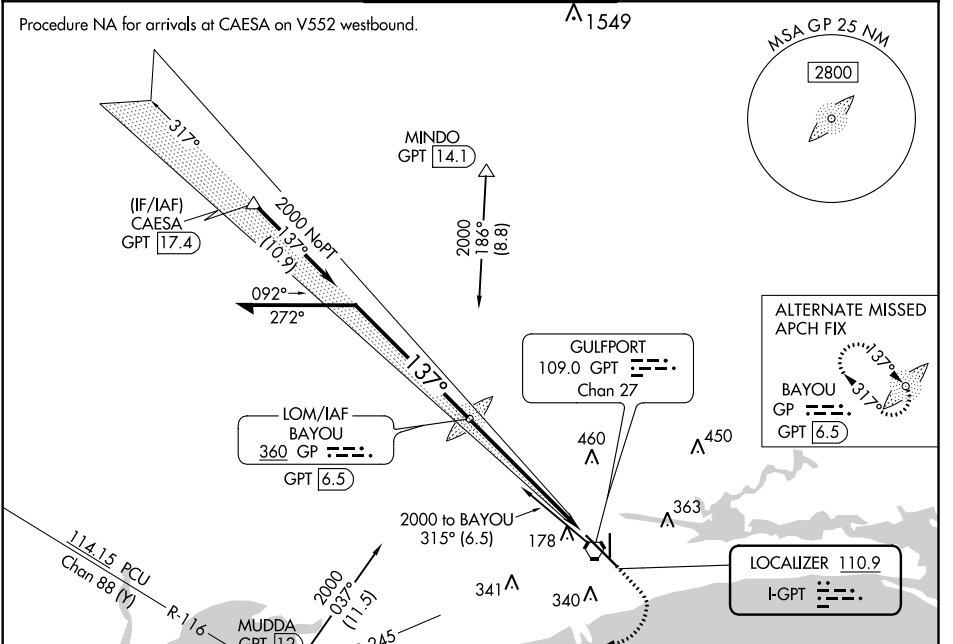 Procedure NA for arrivals at CAESA on V552 westbound.
1549
MSA GP 25 NM
2800
317°
MINDO
GPT 14.1
2000
186°
(8.8)
(IF/IAF)
CAESA
GPT 17.4
2000 NoPT
137°
(10.9)
092°
272°
137°
ALTERNATE MISSED
APCH FIX
137°
317°
BAYOU
GP
GPT 6.5
GULFPORT
109.0 GPT
Chan 27
LOM/IAF
BAYOU
360 GP
GPT 6.5
460
450
363
2000 to BAYOU
315° (6.5)
178
341
340
LOCALIZER 110.9
I-GPT
114.15 PCU
Chan 88 (Y)
R-116
2000
037°
(11.5)
MUDDA
GPT 12
245